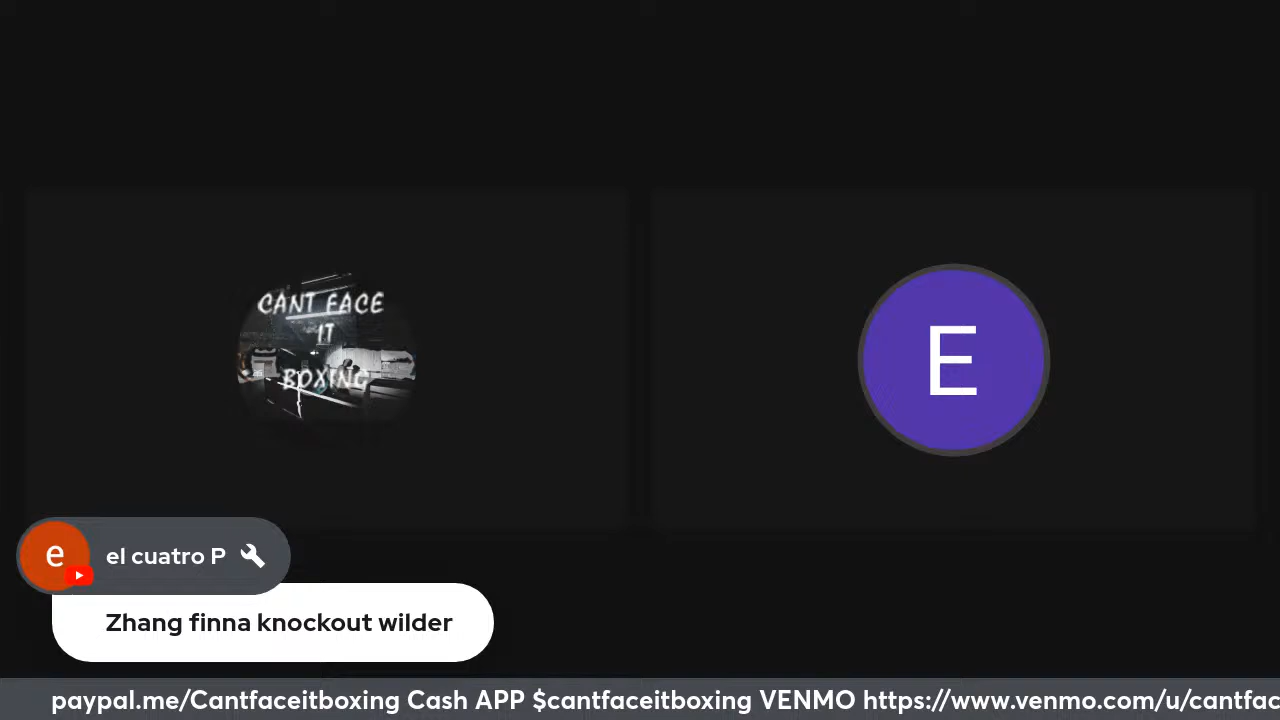 CANT FACE
IT
BOXING
E
e
el cuatro P
Zhang finna knockout wilder
paypal.me/Cantfaceitboxing Cash APP $cantfaceitboxing VENMO https://www.venmo.com/u/cantfac